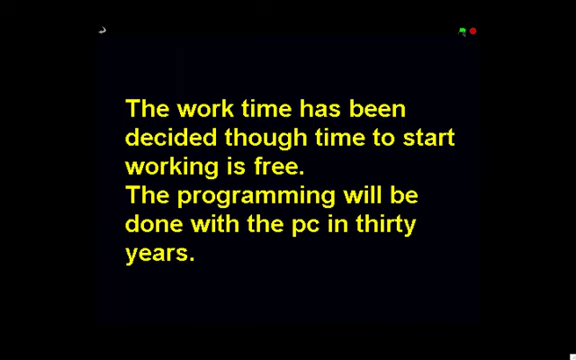 The work time has been
decided though time to start
working is free.
The programming will be
done with the pc in thirty
years.